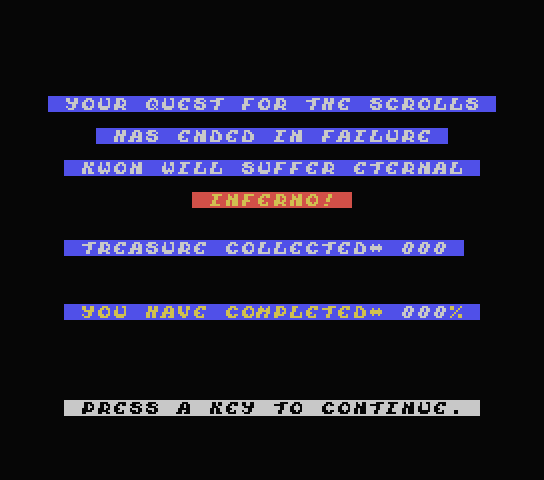 YOUR QUEST FOR THE SCROLLS
HAS ENDED IN FAILURE
KWON WILL SUFFER ETERNAL
INFERNO!
TREASURE COLLECTED= 000
YOU HAVE COMPLETED= 000%
PRESS A KEY TO CONTINUE.